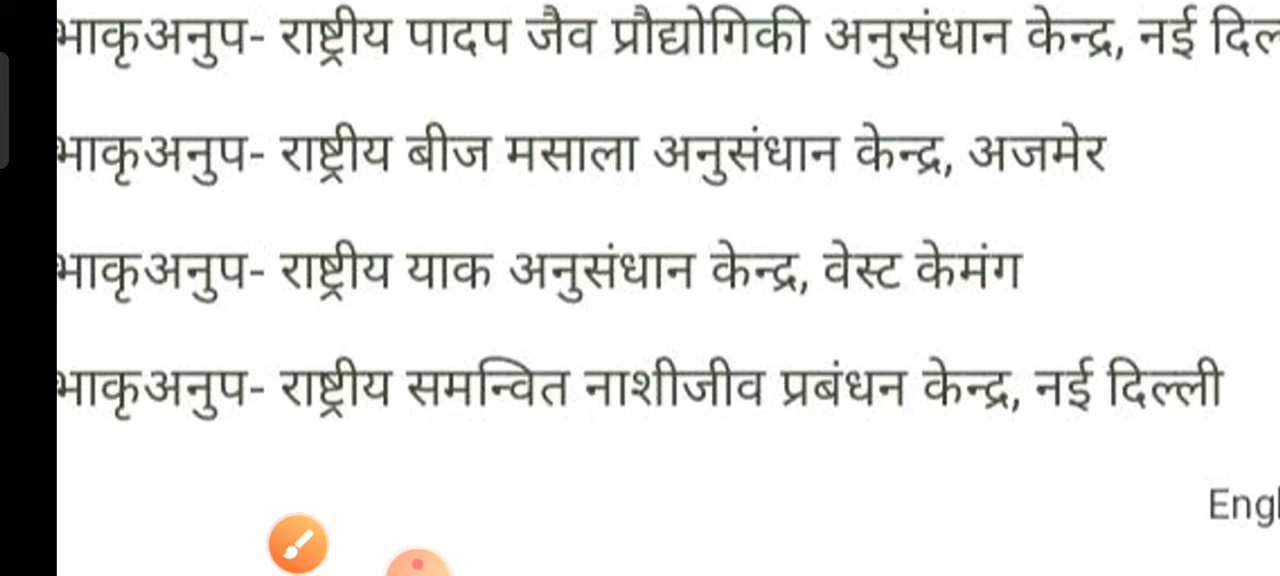 भाकृअनुप- राष्ट्रीय पादप जैव प्रौद्योगिकी अनुसंधान केन्द्र, नई
भाकृअनुप- राष्ट्रीय बीज मसाला अनुसंधान केन्द्र, अजमेर
भाकृअनुप- राष्ट्रीय याक अनुसंधान केन्द्र, वेस्ट केमंग
भाकृअनुप- राष्ट्रीय समन्वित नाशीजीव प्रबंधन केन्द्र, नई दिल्ली